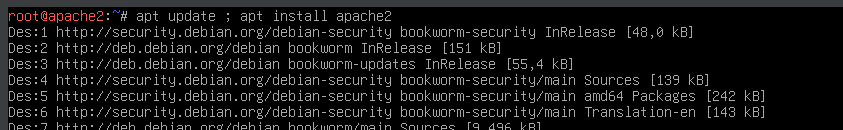 root@apache2:~# apt update ; apt install apache2
Des:1 http://security.debian.org/debian-security bookworm-security InRelease [48,0 kB]
Des:2 http://deb.debian.org/debian bookworm InRelease [151 kB]
Des:3 http://deb.debian.org/debian bookworm-updates InRelease [55,4 kB]
Des:4 http://security.debian.org/debian-security bookworm-security/main Sources [139 kB]
Des:5 http://security.debian.org/debian-security bookworm-security/main amd64 Packages [242 kB]
Des:6 http://security.debian.org/debian-security bookworm-security/main Translation-en [143 kB]
Des:7 http://deb.debian.org/debian bookworm/main Sources [9.496 kB]